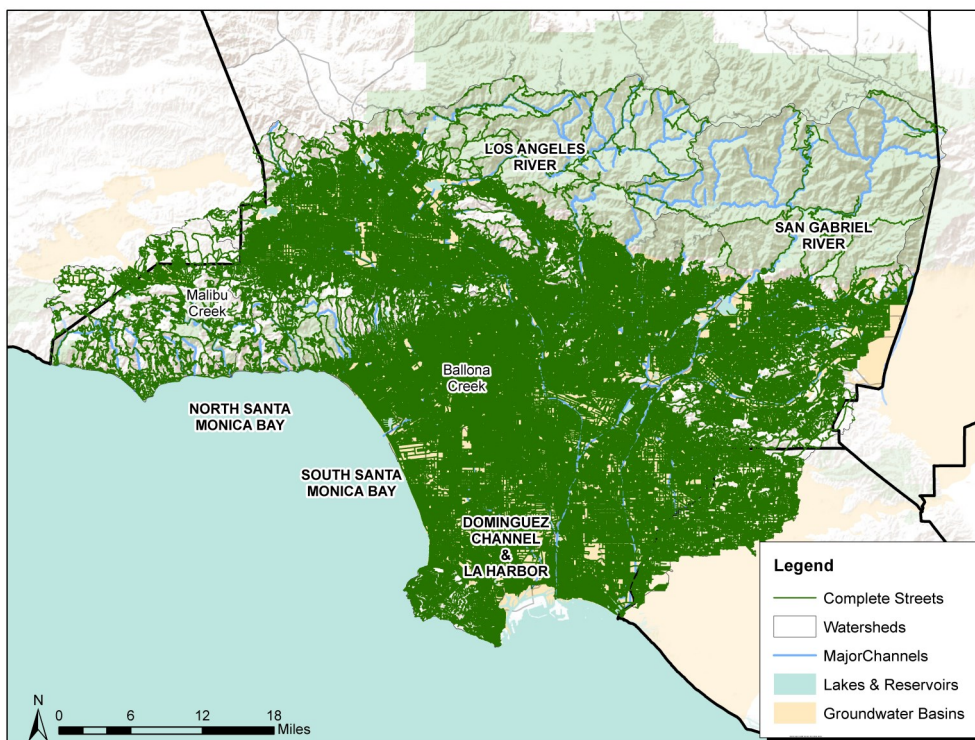 LOS ANGELES
RIVER
SAN GABRIEL
RIVER
Malibu
Creek
Ballona
Creek
NORTH SANTA
MONICA BAY
SOUTH SANTA
MONICA BAY
DOMINGUEZ
CHANNEL
&
LA HARBOR
Legend
Complete Streets
Watersheds
MajorChannels
Lakes & Reservoirs
Groundwater Basins
N
0 6 12 18
Miles